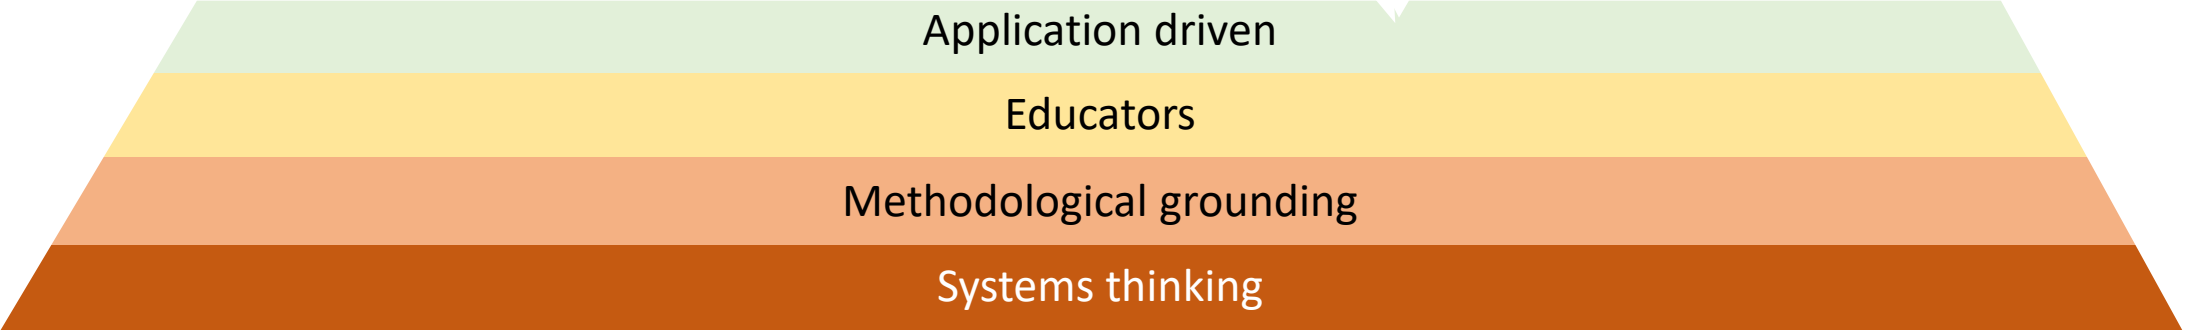 Application driven
Educators
Methodological grounding
Systems thinking